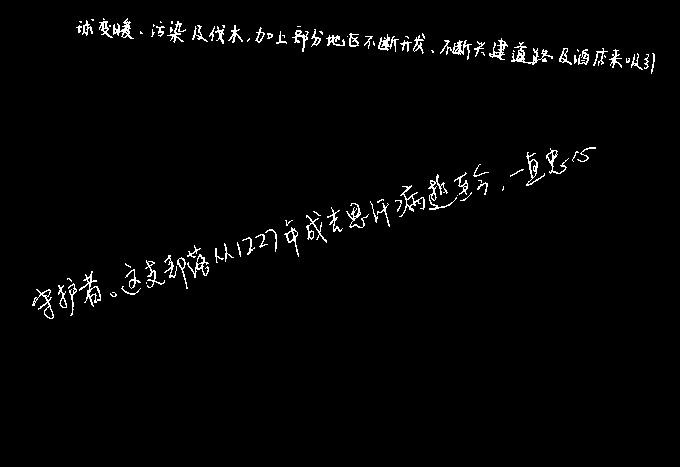 球变暖、污染及伐木,加上部分地区不断开发、不断兴建道路及酒店来吸引
守护者。这支部落从1227年成吉思汗病逝至今,一直忠心